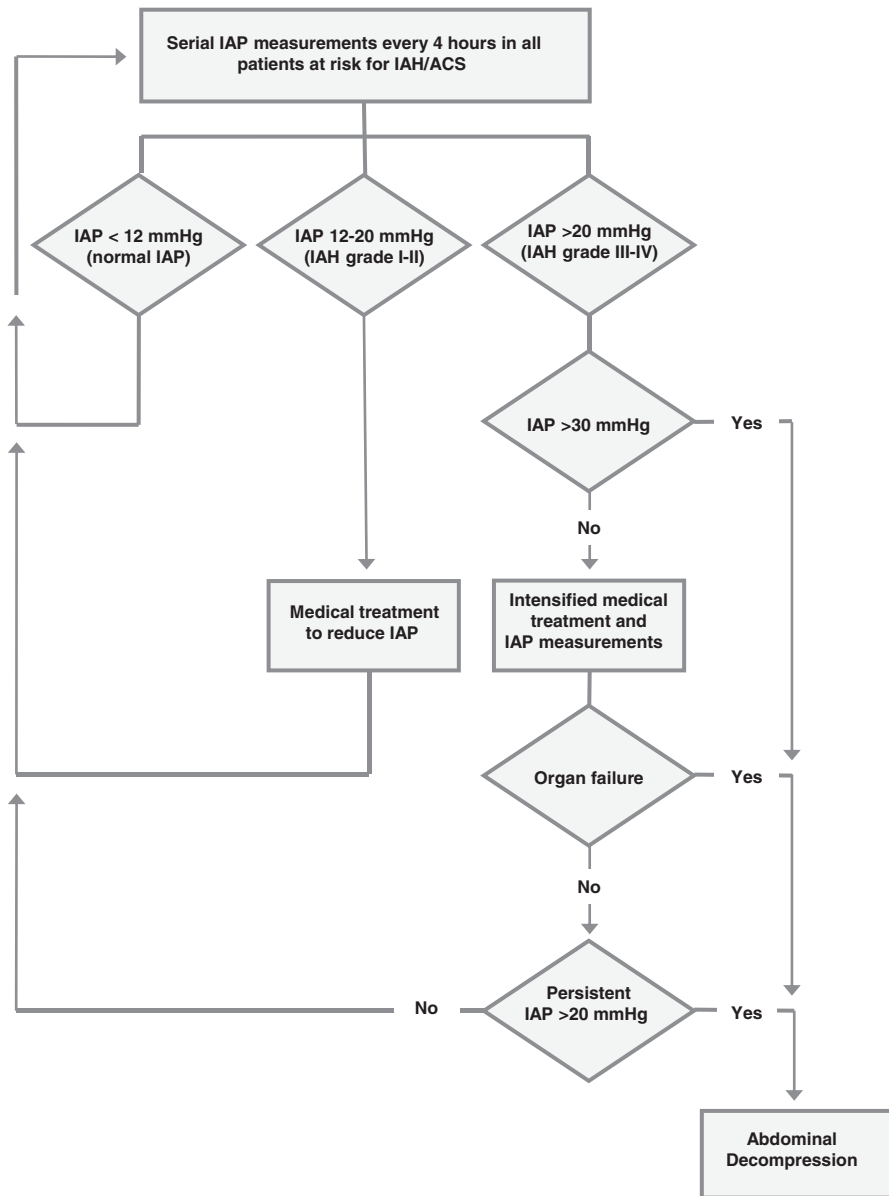 Serial IAP measurements every 4 hours in all
patients at risk for IAH/ACS
IAP < 12 mmHg
(normal IAP)
IAP 12-20 mmHg
(IAH grade I-II)
IAP >20 mmHg
(IAH grade III-IV)
IAP >30 mmHg
Yes
No
Medical treatment
to reduce IAP
Intensified medical
treatment and
IAP measurements
Organ failure
Yes
No
Persistent
IAP >20 mmHg
No
Yes
Abdominal
Decompression